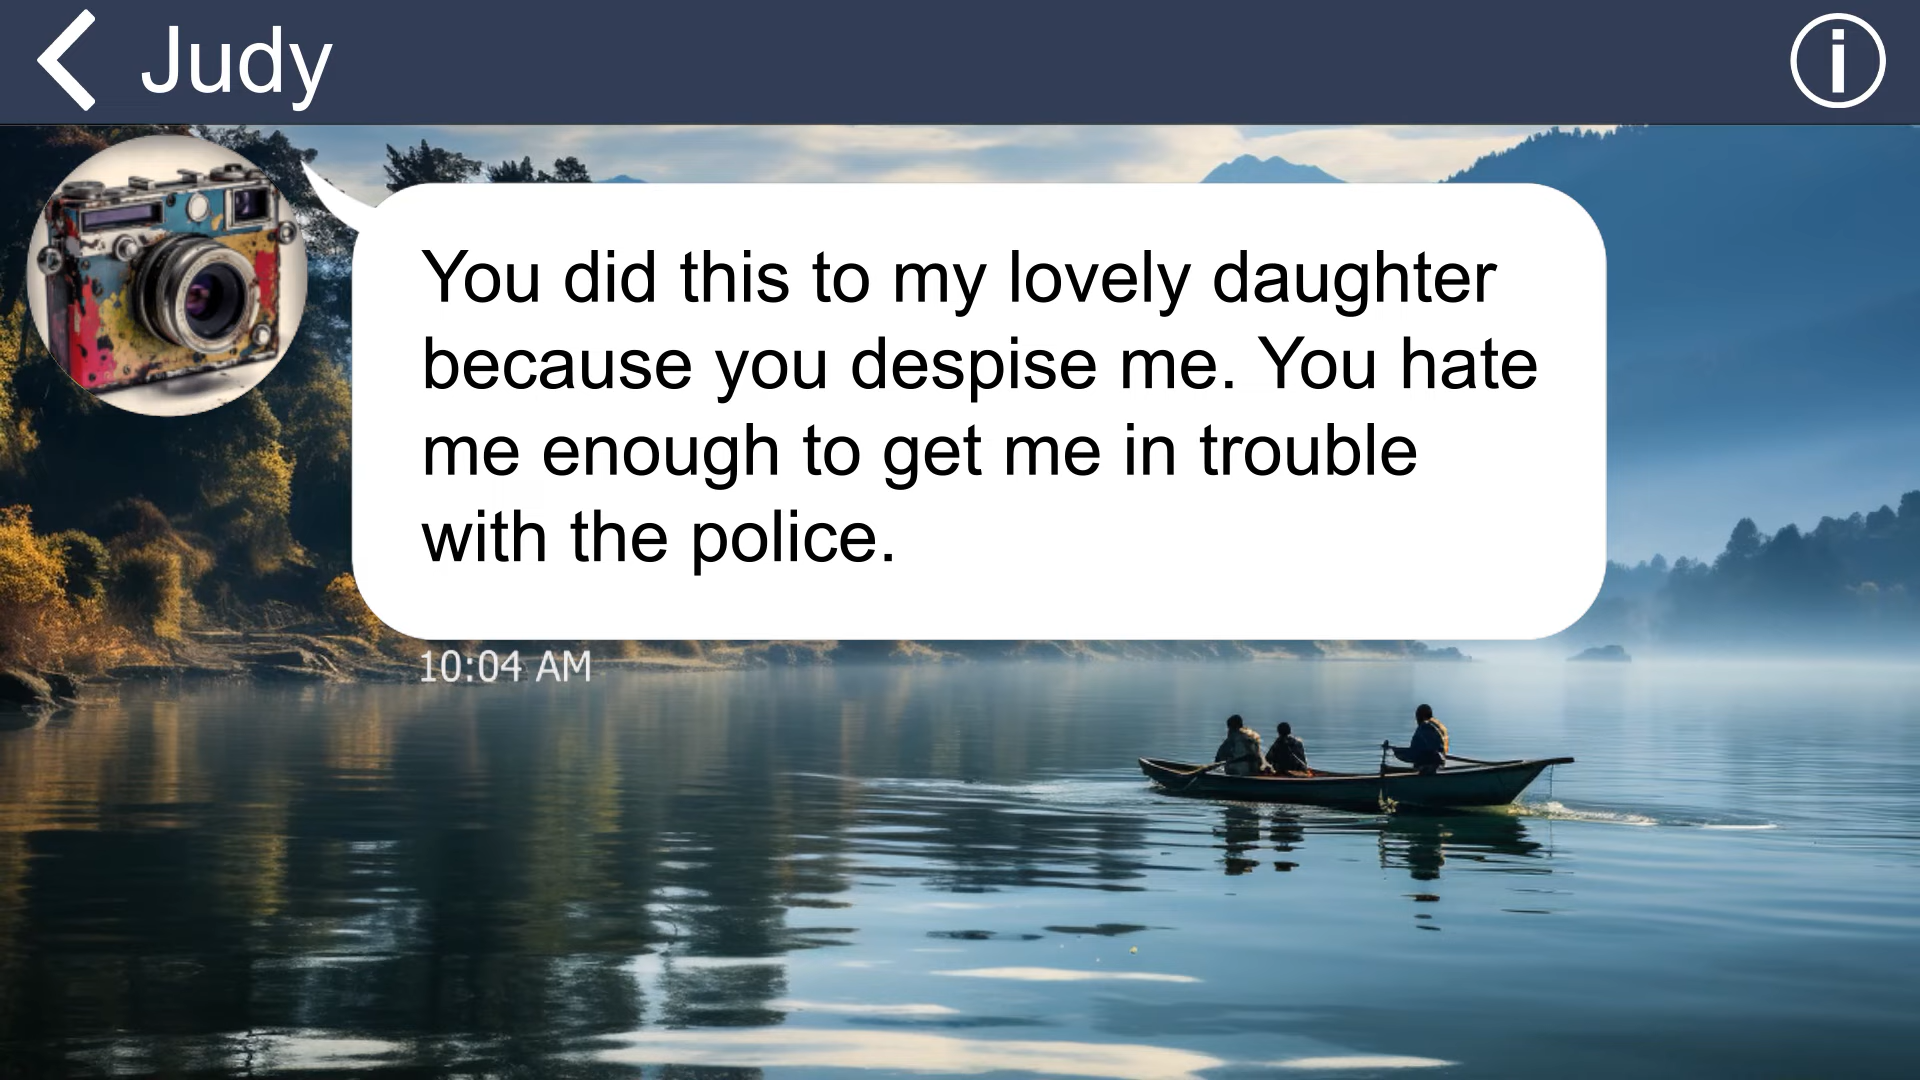 Judy
You did this to my lovely daughter
because you despise me. You hate
me enough to get me in trouble
with the police.
10:04 AM